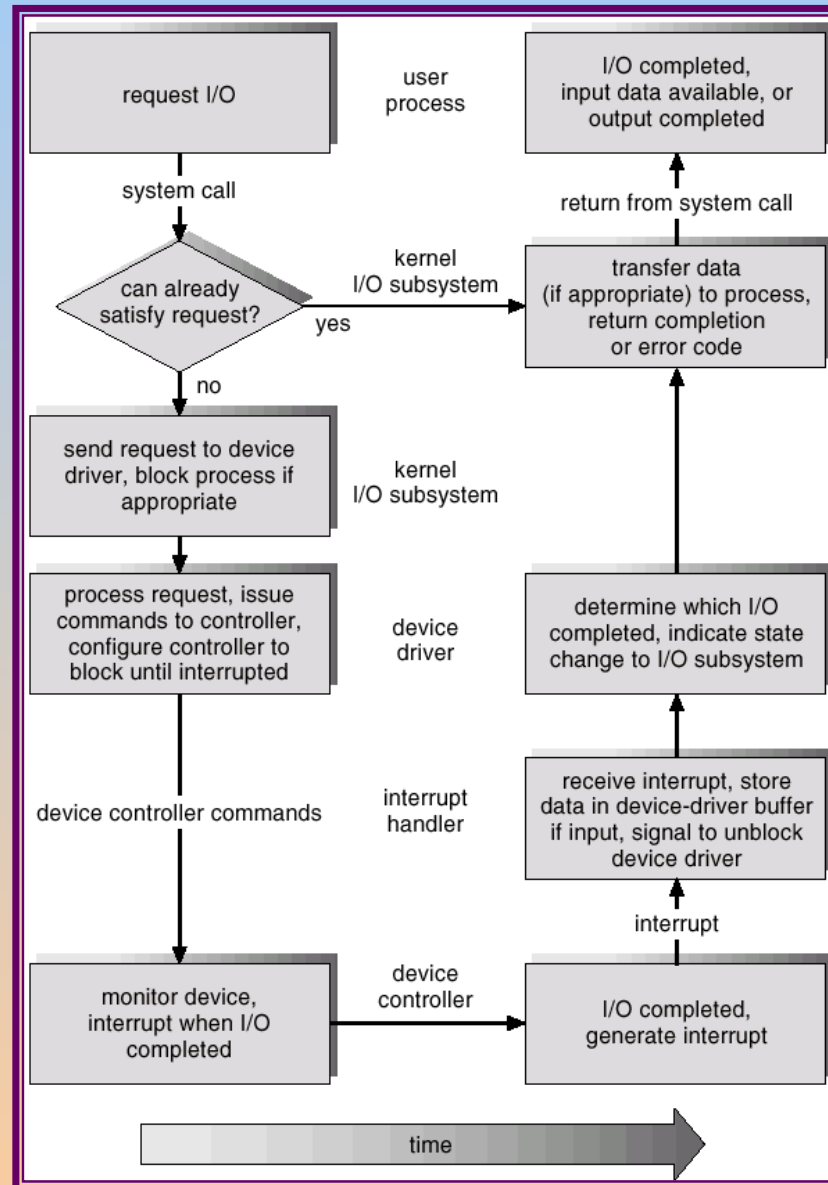 request I/O
user
process
I/O completed,
input data available, or
output completed
system call
return from system call
can already
satisfy request?
kernel
I/O subsystem
yes
transfer data
(if appropriate) to process,
return completion
or error code
no
send request to device
driver, block process if
appropriate
kernel
I/O subsystem
process request, issue
commands to controller,
configure controller to
block until interrupted
device
driver
determine which I/O
completed, indicate state
change to I/O subsystem
device controller commands
interrupt
handler
receive interrupt, store
data in device-driver buffer
if input, signal to unblock
device driver
interrupt
monitor device,
interrupt when I/O
completed
device
controller
I/O completed,
generate interrupt
time